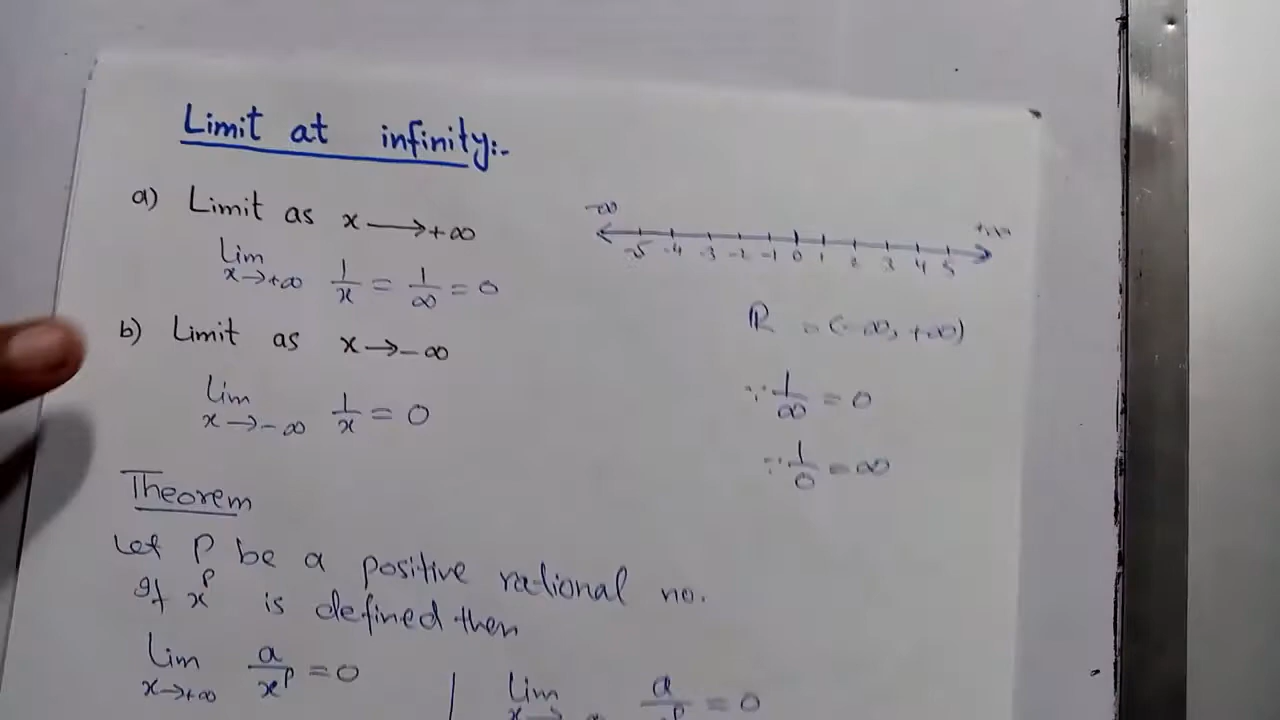 Limit at infinity:-
a) Limit as x → +∞
Lim x→+∞ 1/x = 1/∞ = 0
b) Limit as x → -∞
Lim x→-∞ 1/x = 0
-∞
-5 -4 -3 -2 -1 0 1 2 3 4 5
R = (-∞, +∞)
∵ 1/∞ = 0
∵ 1/0 = ∞
Theorem
Let P be a positive rational no.
If x^p is defined then
Lim x→+∞ a/x^p = 0
Lim x→ a/x^p = 0